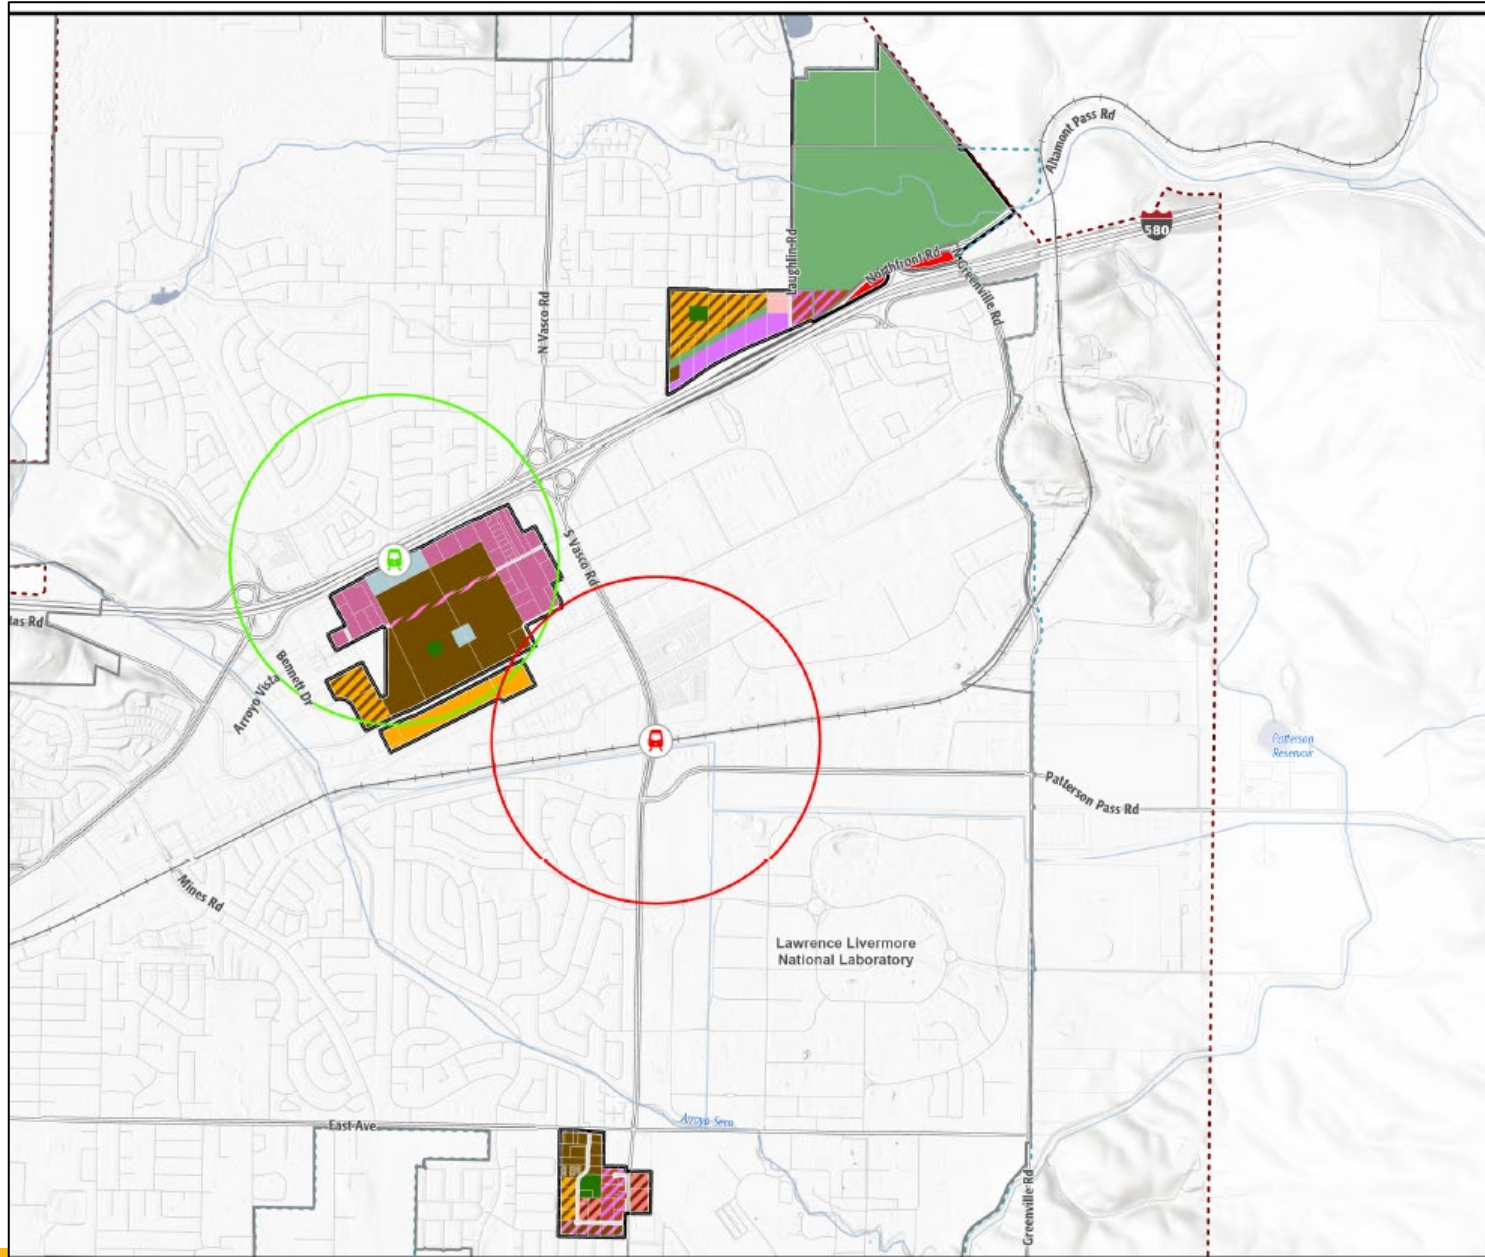 Altamont Pass Rd
580
Laughlin Rd
Northfront Rd
N Greenville Rd
N Vasco Rd
S Vasco Rd
as Rd
Bennett Dr
Arroyo Vista
Patterson
Reservoir
Patterson Pass Rd
Mines Rd
Lawrence Livermore
National Laboratory
East Ave
Arroyo Seco
Greenville Rd